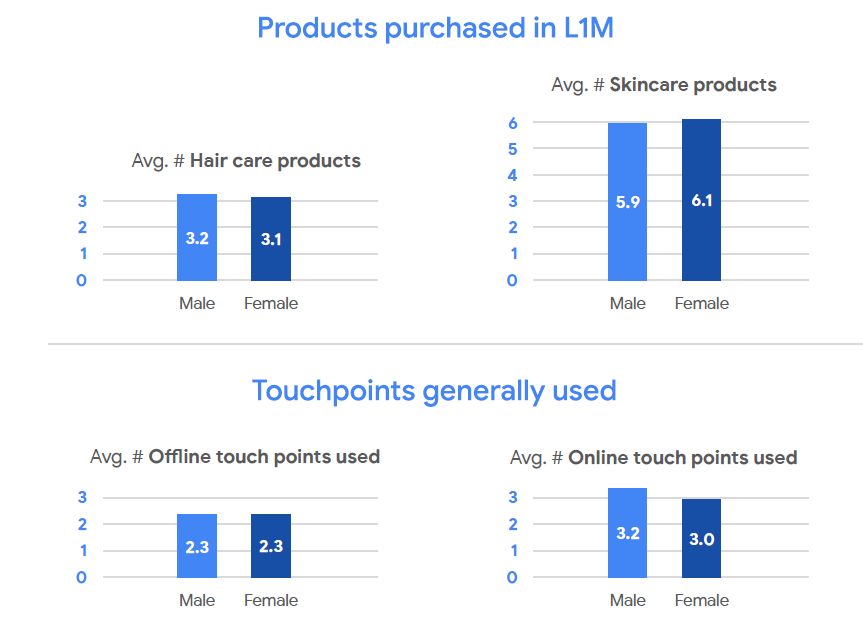 Products purchased in L1M
Avg. # Skincare products
6
5
4
3
2
1
0
5.9
6.1
Male
Female
Avg. # Hair care products
3
2
1
0
3.2
3.1
Male
Female
Touchpoints generally used
Avg. # Offline touch points used
3
2
1
0
2.3
2.3
Male
Female
Avg. # Online touch points used
3
2
1
0
3.2
3.0
Male
Female